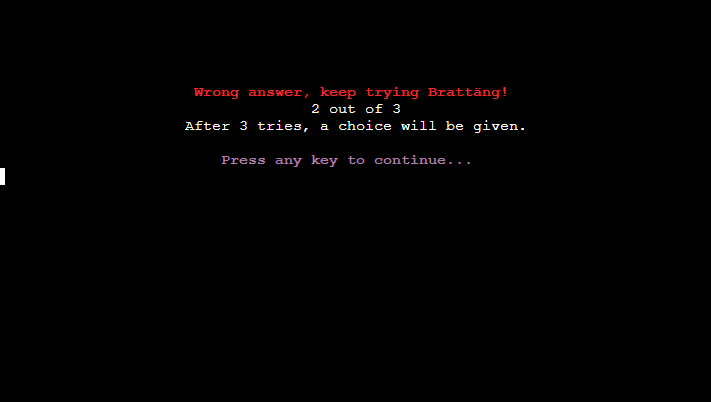 Wrong answer, keep trying Brattäng!
2 out of 3
After 3 tries, a choice will be given.
Press any key to continue...